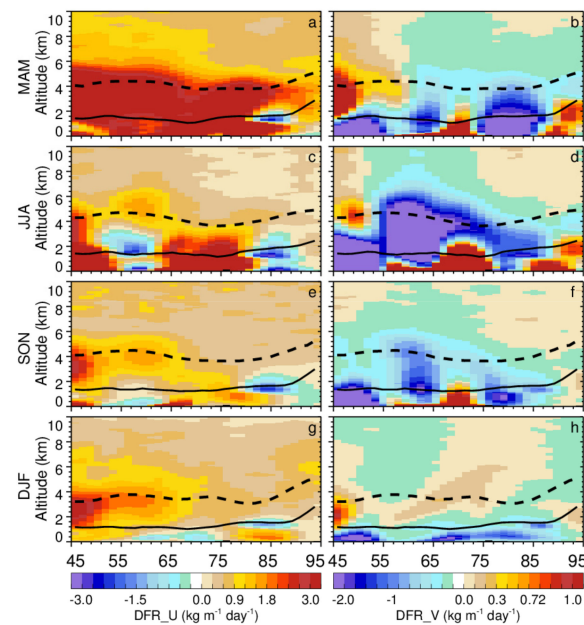 a
b
MAM
Altitude (km)
10
8
6
4
2
0
c
d
JJA
Altitude (km)
10
8
6
4
2
0
e
f
SON
Altitude (km)
10
8
6
4
2
0
g
h
DJF
Altitude (km)
10
8
6
4
2
0
45 55 65 75 85 95 45 55 65 75 85 95
-3.0 -1.5 0.0 0.9 1.8 3.0 -2.0 -1 0.0 0.3 0.72 1.0
DFR_U (kg m⁻¹ day⁻¹) DFR_V (kg m⁻¹ day⁻¹)